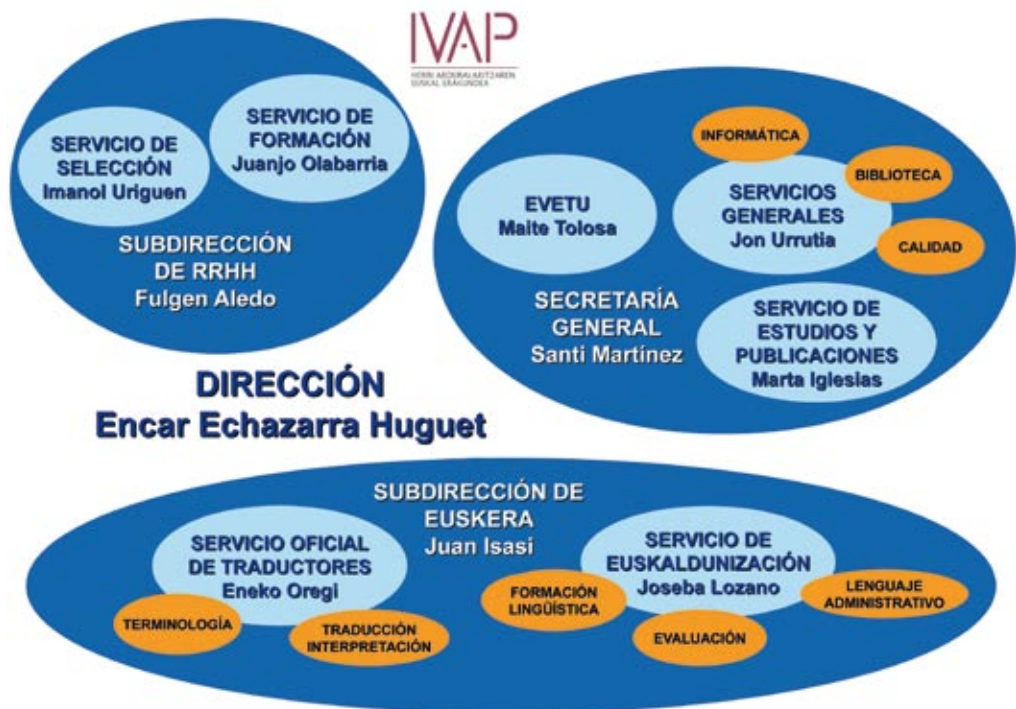 IVAP
HERRI ARDURALARITZAREN
EUSKAL ERAKUNDEA
SERVICIO DE
SELECCIÓN
Imanol Uriguen
SERVICIO DE
FORMACIÓN
Juanjo Olabarria
SUBDIRECCIÓN
DE RRHH
Fulgen Aledo
INFORMÁTICA
BIBLIOTECA
CALIDAD
EVETU
Maite Tolosa
SERVICIOS
GENERALES
Jon Urrutia
SECRETARÍA
GENERAL
Santi Martínez
SERVICIO DE
ESTUDIOS Y
PUBLICACIONES
Marta Iglesias
DIRECCIÓN
Encar Echazarra Huguet
SUBDIRECCIÓN DE
EUSKERA
Juan Isasi
SERVICIO OFICIAL
DE TRADUCTORES
Eneko Oregi
TERMINOLOGÍA
TRADUCCIÓN
INTERPRETACIÓN
SERVICIO DE
EUSKALDUNIZACIÓN
Joseba Lozano
FORMACIÓN
LINGÜÍSTICA
EVALUACIÓN
LENGUAJE
ADMINISTRATIVO